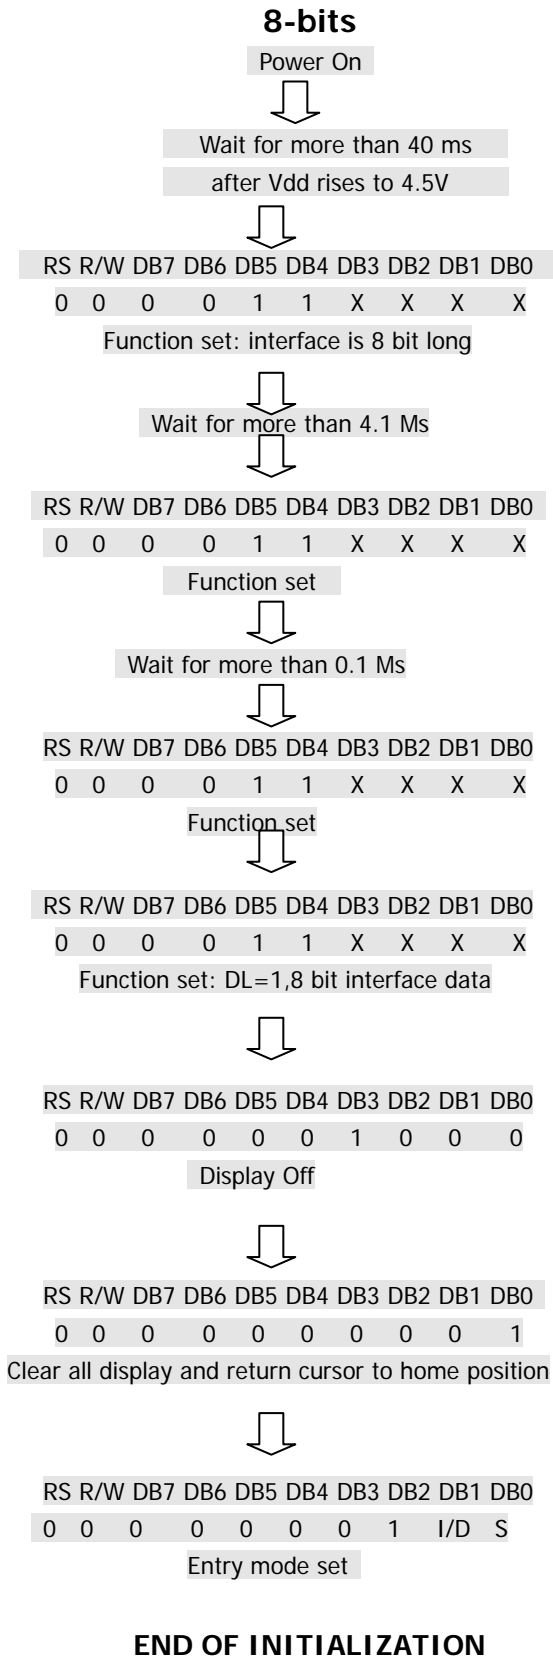 8-bits
Power On
Wait for more than 40 ms
after Vdd rises to 4.5V
RS R/W DB7 DB6 DB5 DB4 DB3 DB2 DB1 DB0
0 0 0 0 1 1 X X X X
Function set: interface is 8 bit long
Wait for more than 4.1 Ms
RS R/W DB7 DB6 DB5 DB4 DB3 DB2 DB1 DB0
0 0 0 0 1 1 X X X X
Function set
Wait for more than 0.1 Ms
RS R/W DB7 DB6 DB5 DB4 DB3 DB2 DB1 DB0
0 0 0 0 1 1 X X X X
Function set
RS R/W DB7 DB6 DB5 DB4 DB3 DB2 DB1 DB0
0 0 0 0 1 1 X X X X
Function set: DL=1,8 bit interface data
RS R/W DB7 DB6 DB5 DB4 DB3 DB2 DB1 DB0
0 0 0 0 0 0 1 0 0 0
Display Off
RS R/W DB7 DB6 DB5 DB4 DB3 DB2 DB1 DB0
0 0 0 0 0 0 0 0 0 1
Clear all display and return cursor to home position
RS R/W DB7 DB6 DB5 DB4 DB3 DB2 DB1 DB0
0 0 0 0 0 0 0 1 I/D S
Entry mode set
END OF INITIALIZATION